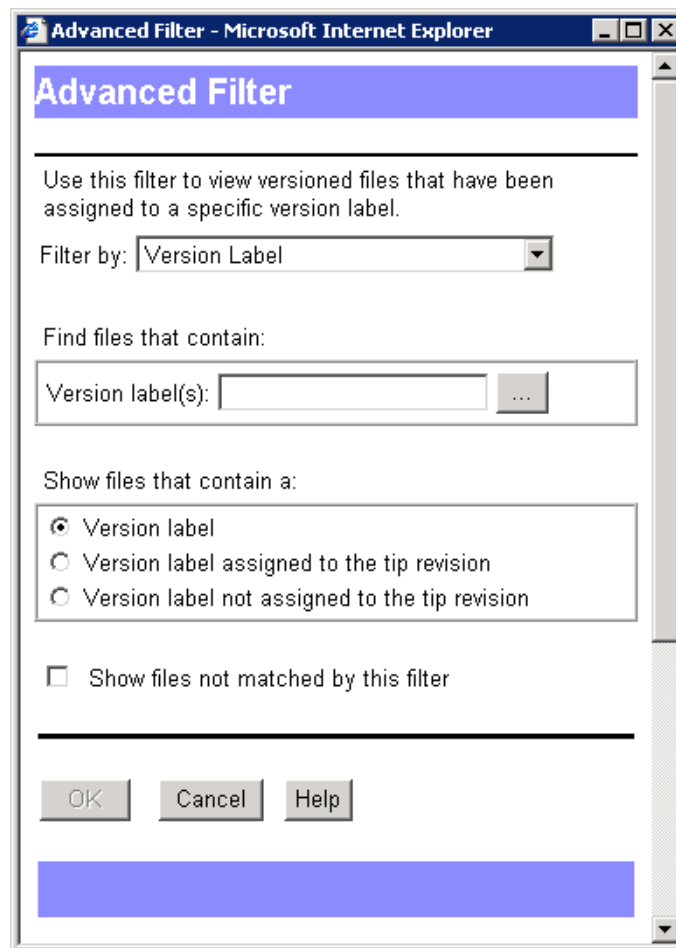 Advanced Filter - Microsoft Internet Explorer
Advanced Filter
Use this filter to view versioned files that have been
assigned to a specific version label.
Filter by: Version Label
Find files that contain:
Version label(s): ...
Show files that contain a:
Version label
Version label assigned to the tip revision
Version label not assigned to the tip revision
Show files not matched by this filter
OK Cancel Help